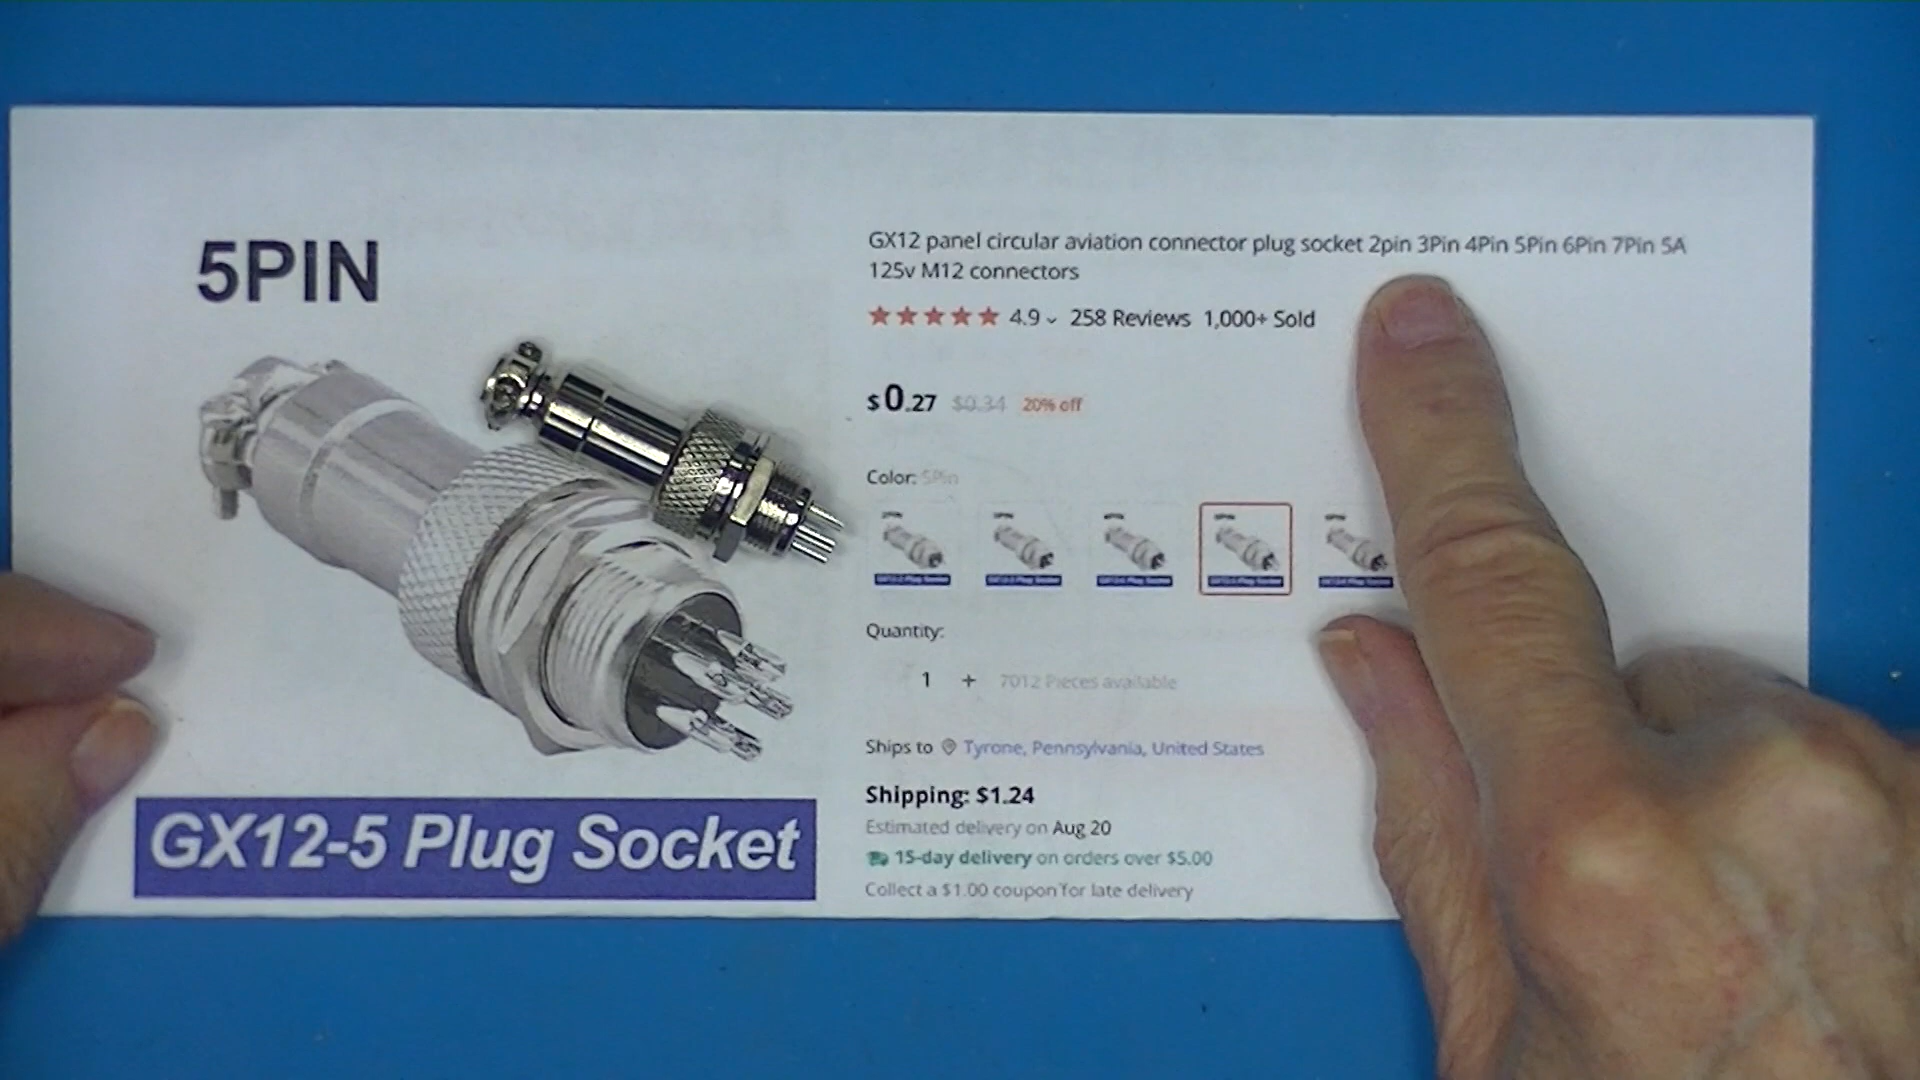 5PIN
GX12-5 Plug Socket
GX12 panel circular aviation connector plug socket 2pin 3Pin 4Pin 5Pin 6Pin 7Pin 5A
125v M12 connectors
4.9 258 Reviews 1,000+ Sold
$0.27 $0.34 20% off
Color: 5Pin
Quantity:
1 + 7012 Pieces available
Ships to Tyrone, Pennsylvania, United States
Shipping: $1.24
Estimated delivery on Aug 20
15-day delivery on orders over $5.00
Collect a $1.00 coupon for late delivery